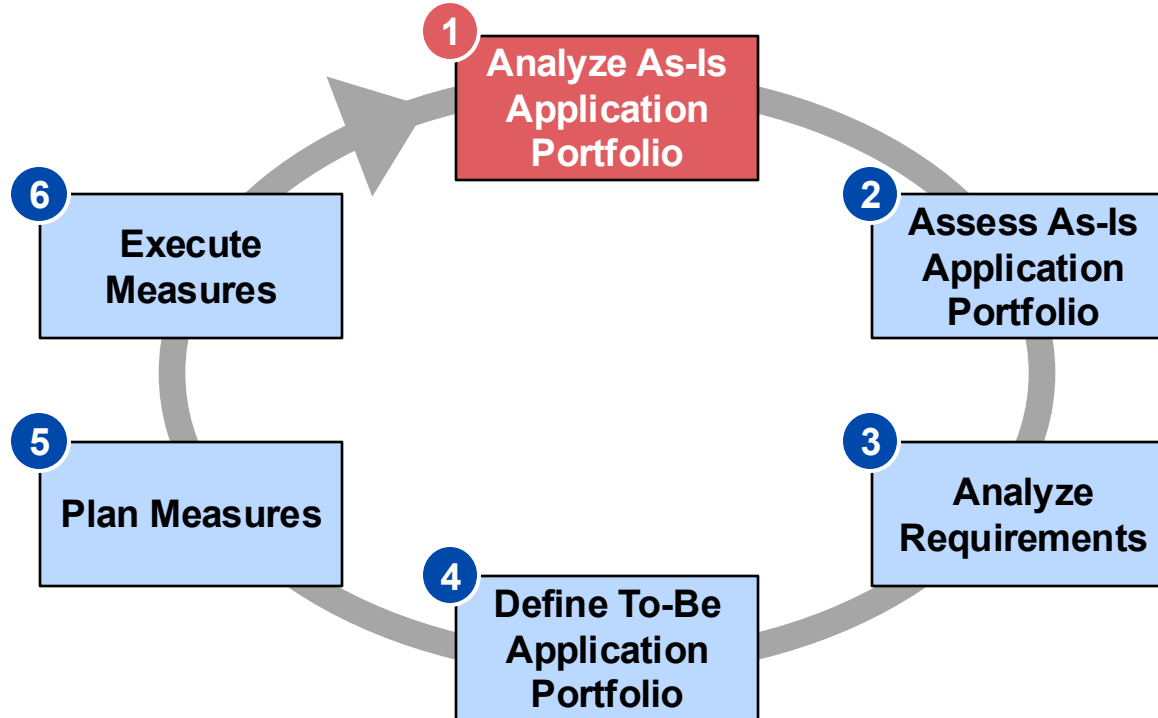 1
Analyze As-Is
Application
Portfolio
2
Assess As-Is
Application
Portfolio
3
Analyze
Requirements
4
Define To-Be
Application
Portfolio
5
Plan Measures
6
Execute
Measures